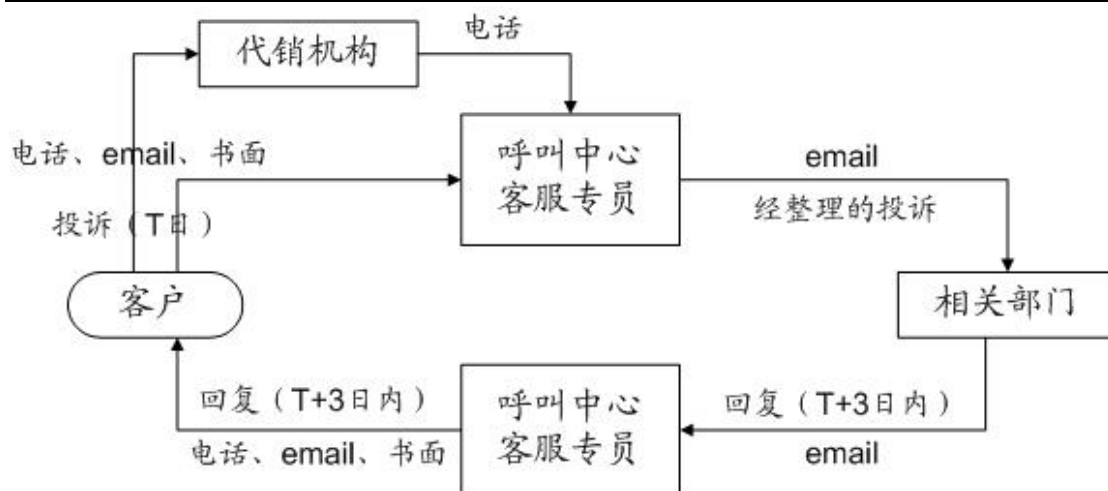 代销机构
电话
电话、email、书面
呼叫中心
客服专员
email
经整理的投诉
投诉（T日）
客户
相关部门
回复（T+3日内）
电话、email、书面
呼叫中心
客服专员
回复（T+3日内）
email